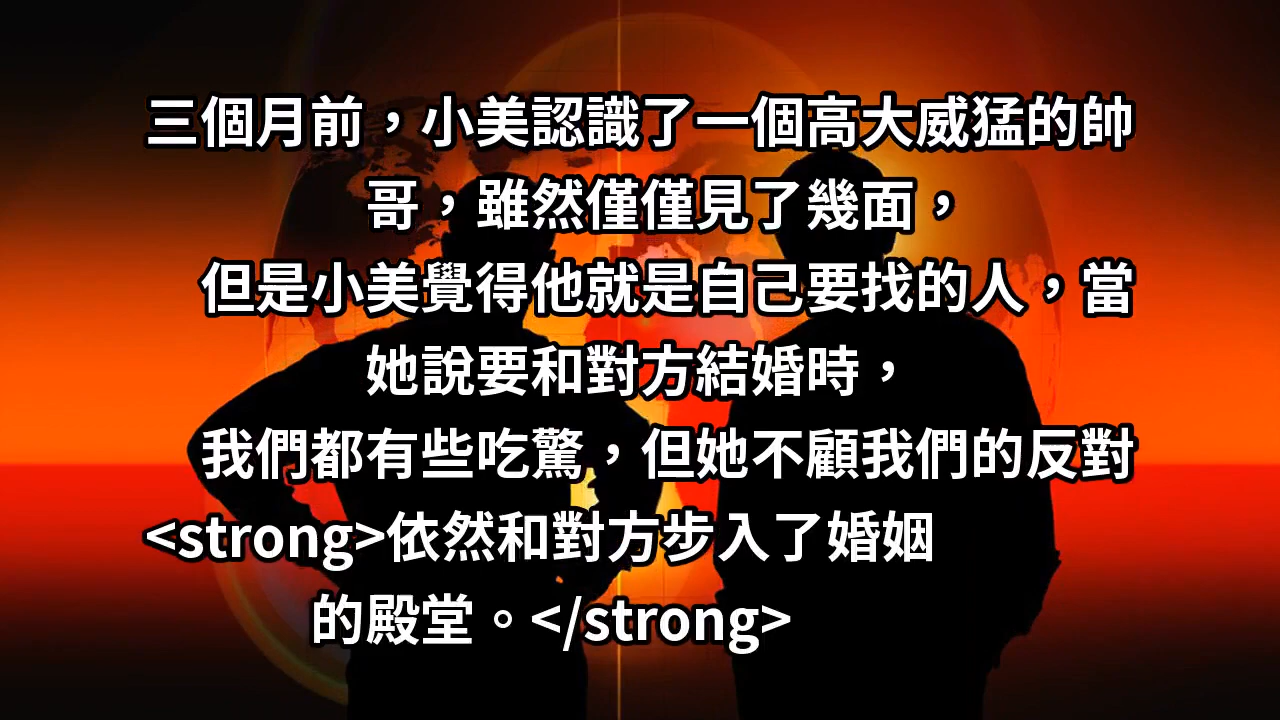 三個月前，小美認識了一個高大威猛的帥
哥，雖然僅僅見了幾面，
但是小美覺得他就是自己要找的人，當
她說要和對方結婚時，
我們都有些吃驚，但她不顧我們的反對
<strong>依然和對方步入了婚姻
的殿堂。</strong>